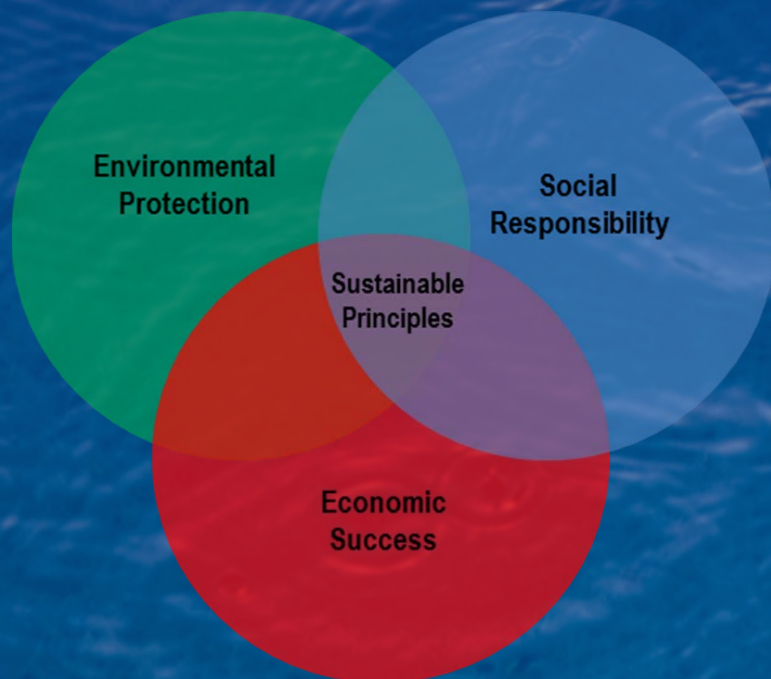 Environmental
Protection
Social
Responsibility
Sustainable
Principles
Economic
Success